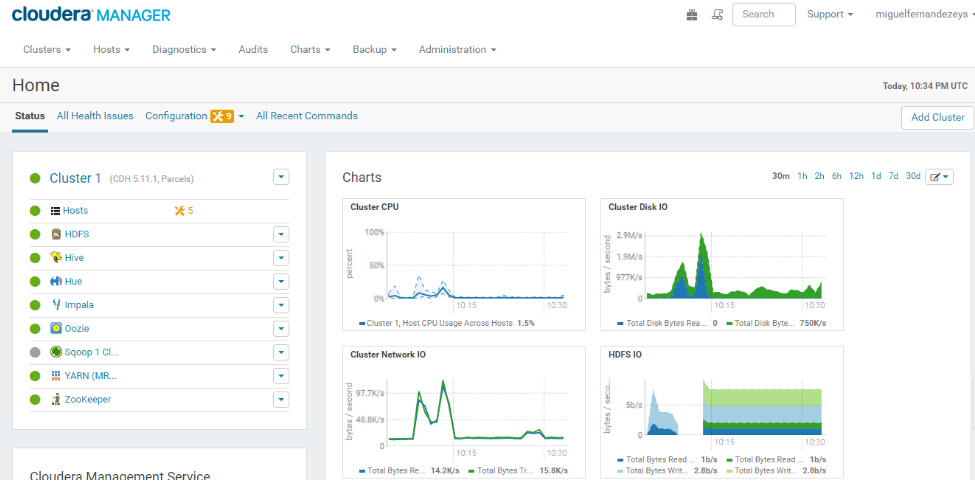 cloudera MANAGER
Search
Support
miguelfernandezeys
Clusters
Hosts
Diagnostics
Audits
Charts
Backup
Administration
Home
Today, 10:34 PM UTC
Status
All Health Issues
Configuration 9
All Recent Commands
Add Cluster
Cluster 1 (CDH 5.11.1, Parcels)
Hosts 5
HDFS
Hive
Hue
Impala
Oozie
Sqoop 1 Cl...
YARN (MR...
ZooKeeper
Cloudera Management Service
Charts
30m 1h 2h 6h 12h 1d 7d 30d
Cluster CPU
percent
100%
50%
0%
10:15
10:30
Cluster 1, Host CPU Usage Across Hosts 1.5%
Cluster Disk IO
bytes / second
2.9M/s
1.9M/s
977K/s
0
10:15
10:30
Total Disk Bytes Rea... 0
Total Disk Byte... 750K/s
Cluster Network IO
bytes / second
97.7K/s
48.8K/s
0
10:15
10:30
Total Bytes Re... 14.2K/s
Total Bytes Tr... 15.8K/s
HDFS IO
bytes / seco...
5b/s
0
10:15
10:30
Total Bytes Read ... 1b/s
Total Bytes Read ... 1b/s
Total Bytes Writ... 2.8b/s
Total Bytes Writ... 2.8b/s